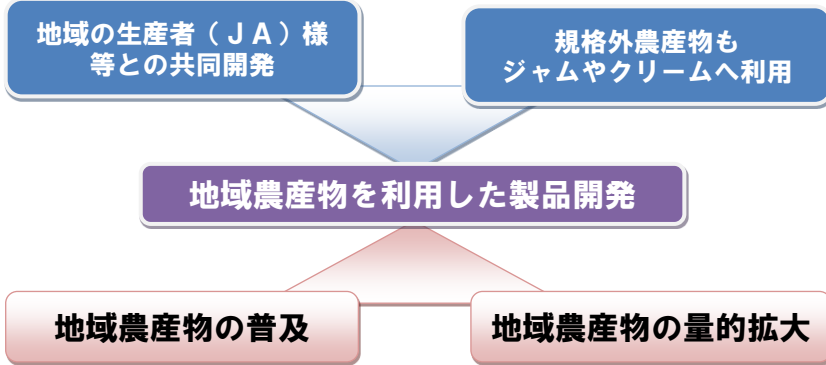 地域の生産者（ＪＡ）様
等との共同開発
規格外農産物も
ジャムやクリームへ利用
地域農産物を利用した製品開発
地域農産物の普及
地域農産物の量的拡大